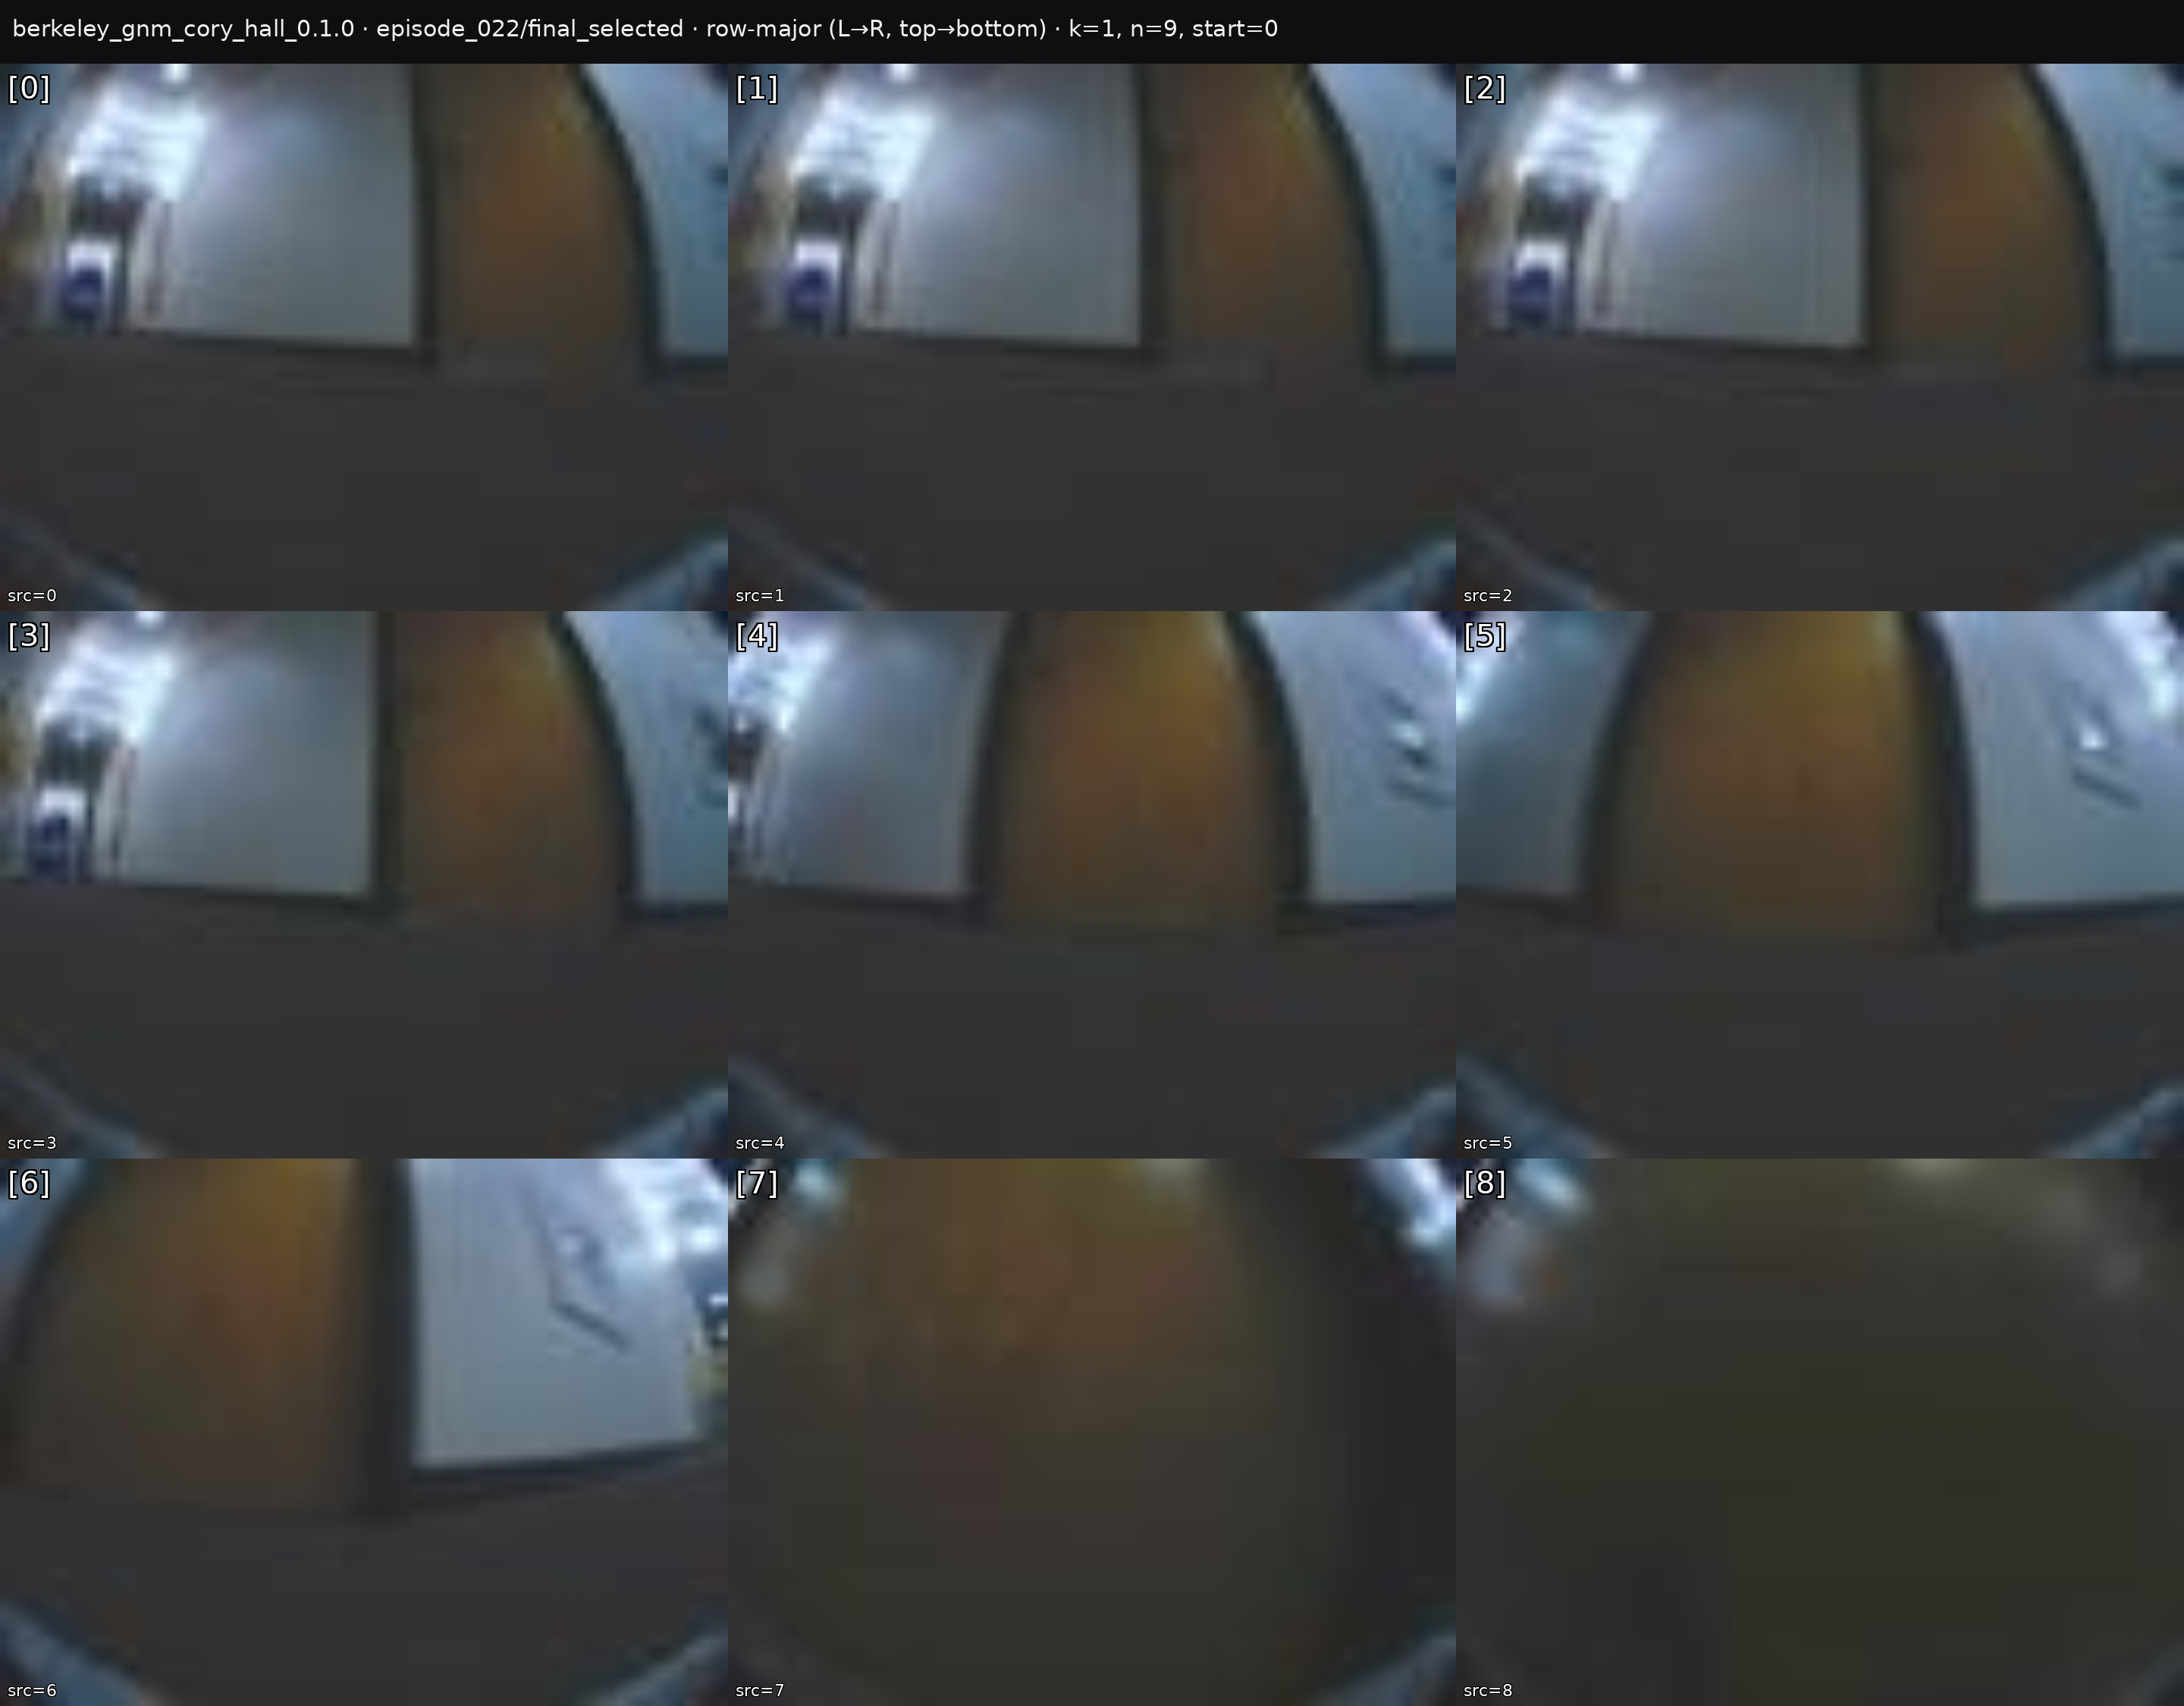 berkeley_gnm_cory_hall_0.1.0 · episode_022/final_selected · row-major (L→R, top→bottom) · k=1, n=9, start=0
[0]
[1]
[2]
src=0
src=1
src=2
[3]
[4]
[5]
src=3
src=4
src=5
[6]
[7]
[8]
src=6
src=7
src=8